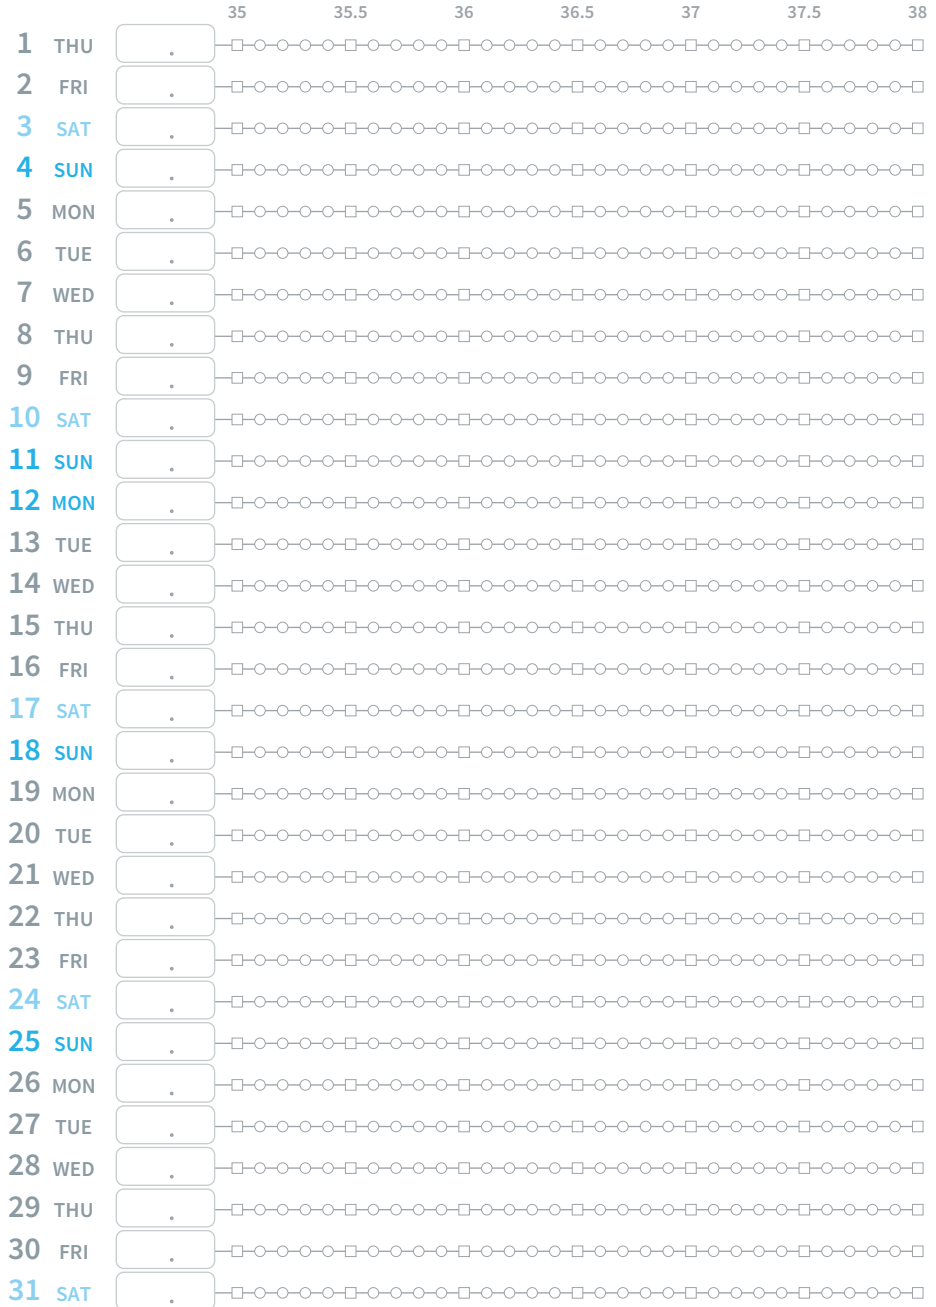 35 35.5 36 36.5 37 37.5 38
1 THU .
2 FRI .
3 SAT .
4 SUN .
5 MON .
6 TUE .
7 WED .
8 THU .
9 FRI .
10 SAT .
11 SUN .
12 MON .
13 TUE .
14 WED .
15 THU .
16 FRI .
17 SAT .
18 SUN .
19 MON .
20 TUE .
21 WED .
22 THU .
23 FRI .
24 SAT .
25 SUN .
26 MON .
27 TUE .
28 WED .
29 THU .
30 FRI .
31 SAT .